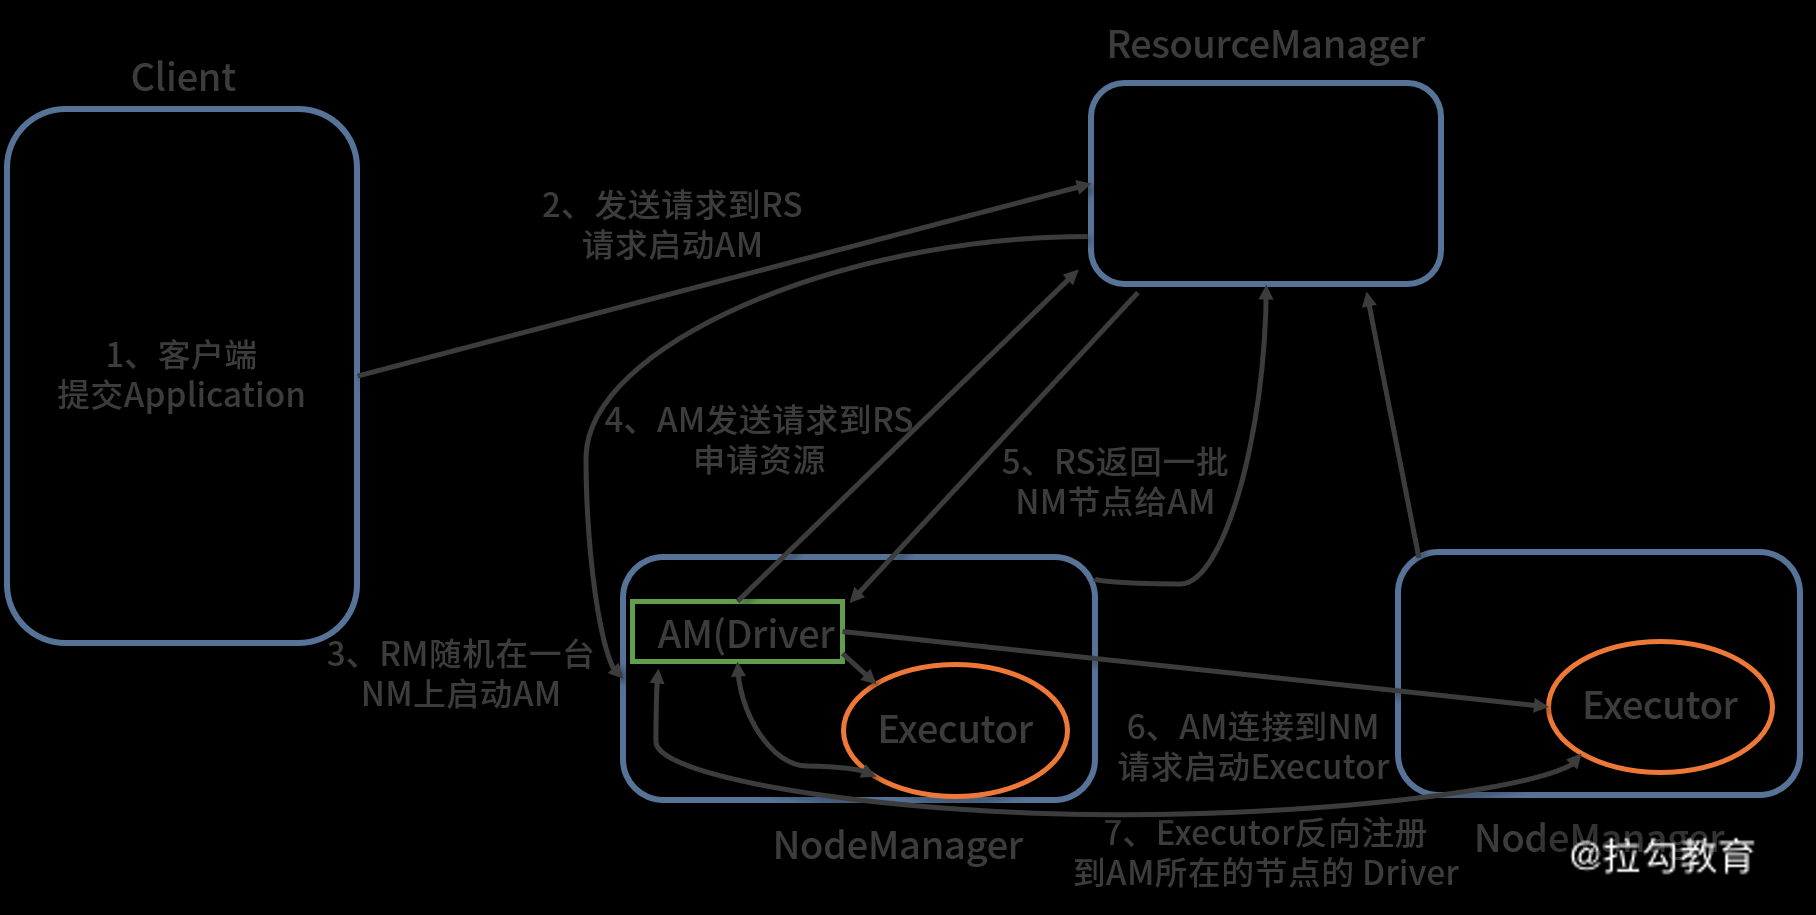 Client
ResourceManager
1、客户端
提交Application
2、发送请求到RS
请求启动AM
4、AM发送请求到RS
申请资源
5、RS返回一批
NM节点给AM
3、RM随机在一台
NM上启动AM
AM(Driver
Executor
Executor
6、AM连接到NM
请求启动Executor
NodeManager
7、Executor反向注册
到AM所在的节点的 Driver
NodeManager
@拉勾教育